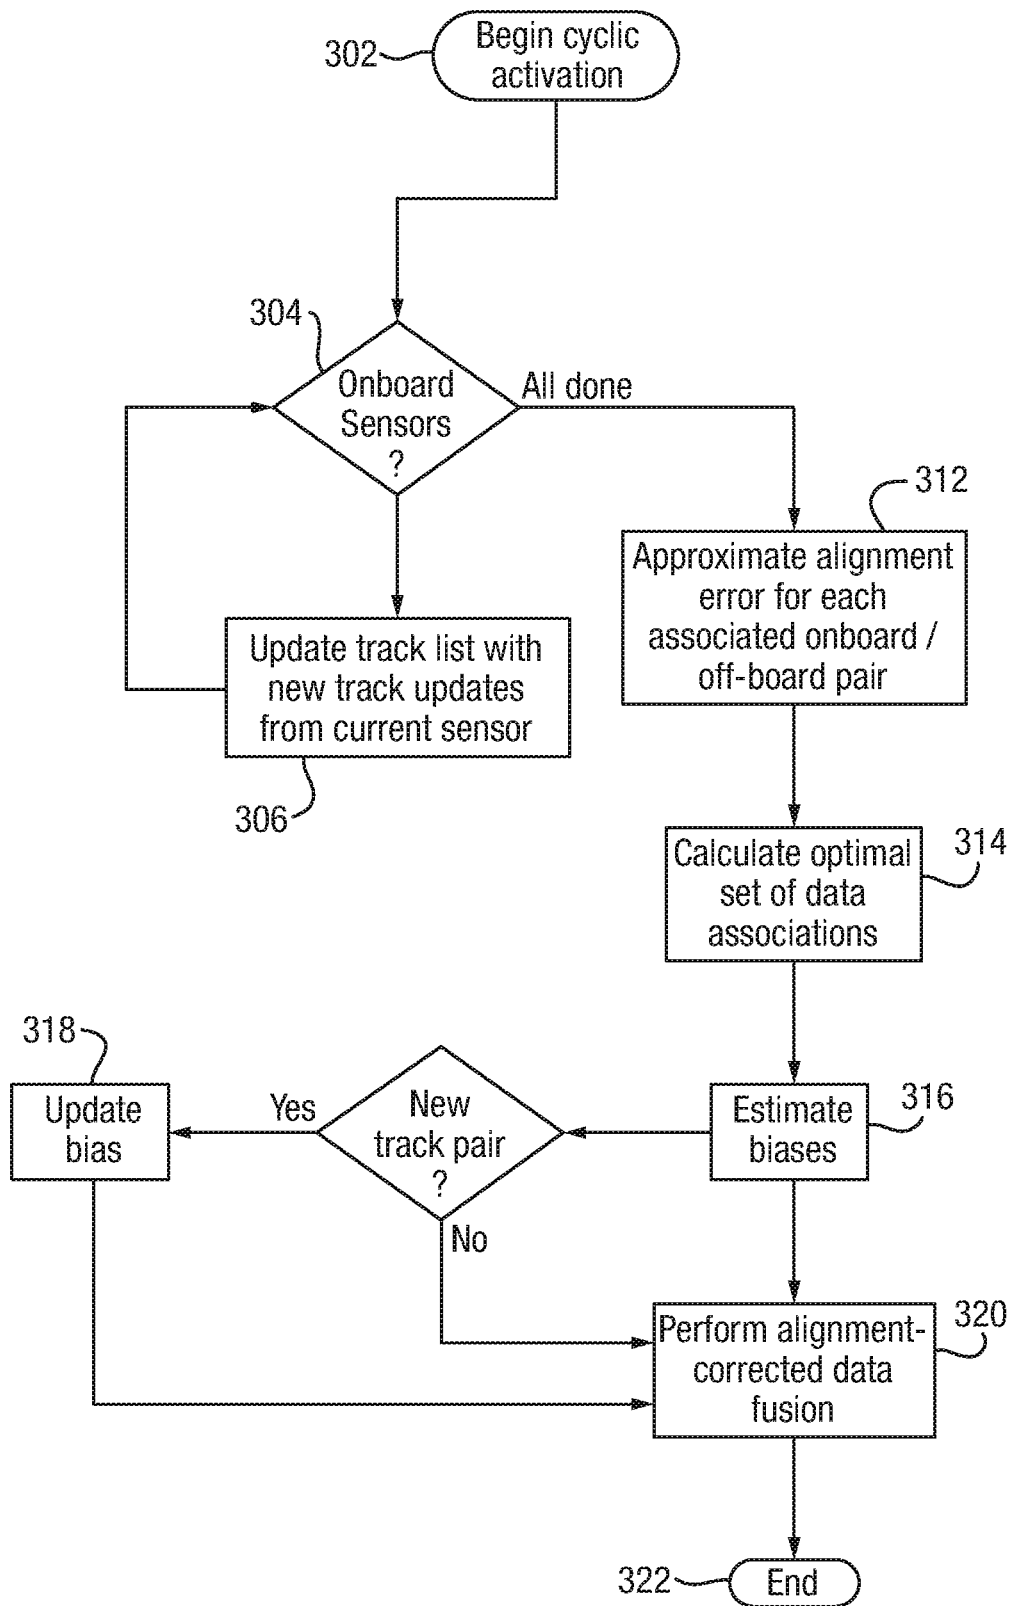 302
Begin cyclic
activation
304
Onboard
Sensors
?
All done
312
Approximate alignment
error for each
associated onboard /
off-board pair
Update track list with
new track updates
from current sensor
306
314
Calculate optimal
set of data
associations
318
Update
bias
Yes
New
track pair
?
No
Estimate
biases
316
320
Perform alignment-
corrected data
fusion
322
End